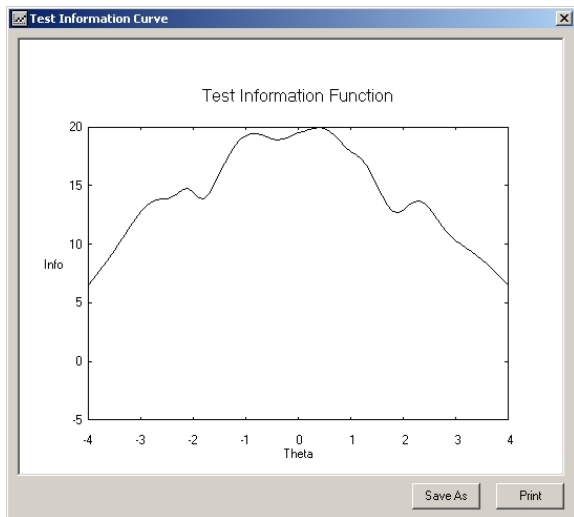 Test Information Curve
Test Information Function
20
15
10
Info
5
0
-5
-4 -3 -2 -1 0 1 2 3 4
Theta
Save As Print